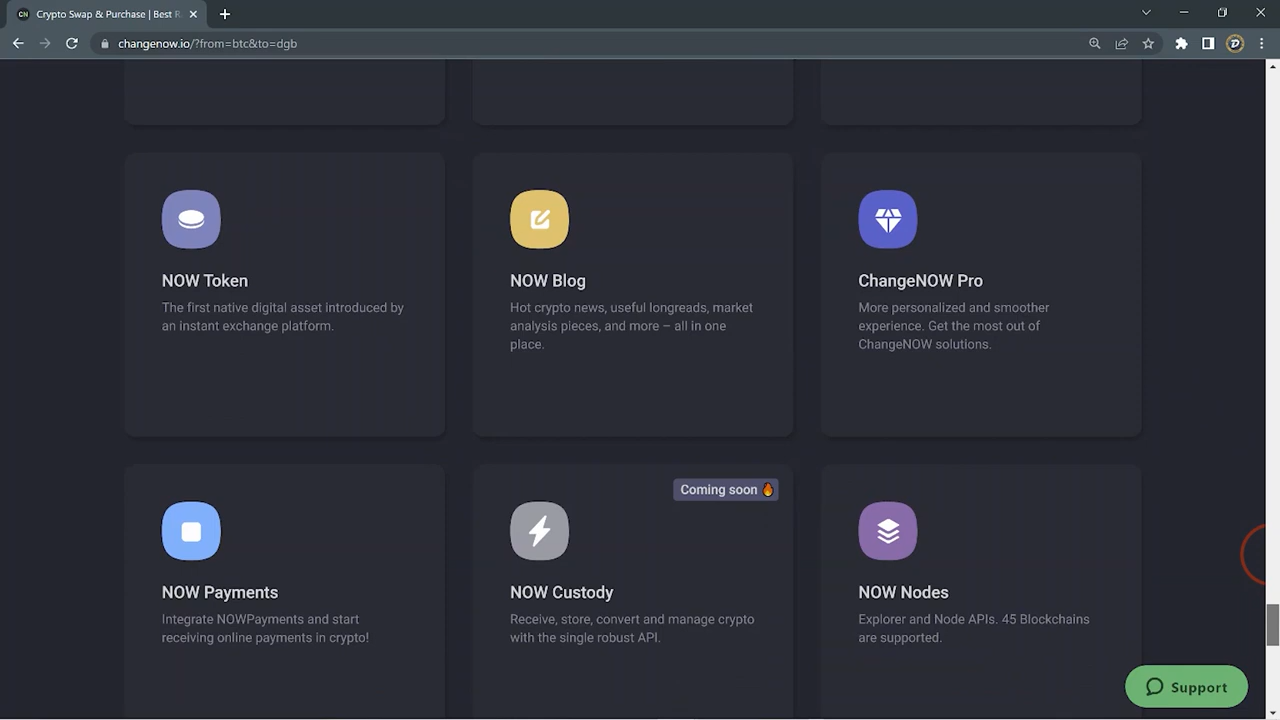 Crypto Swap & Purchase | Best R
changenow.io/?from=btc&to=dgb
NOW Token
The first native digital asset introduced by
an instant exchange platform.
NOW Blog
Hot crypto news, useful longreads, market
analysis pieces, and more – all in one
place.
ChangeNOW Pro
More personalized and smoother
experience. Get the most out of
ChangeNOW solutions.
NOW Payments
Integrate NOWPayments and start
receiving online payments in crypto!
Coming soon 🔥
NOW Custody
Receive, store, convert and manage crypto
with the single robust API.
NOW Nodes
Explorer and Node APIs. 45 Blockchains
are supported.
Support